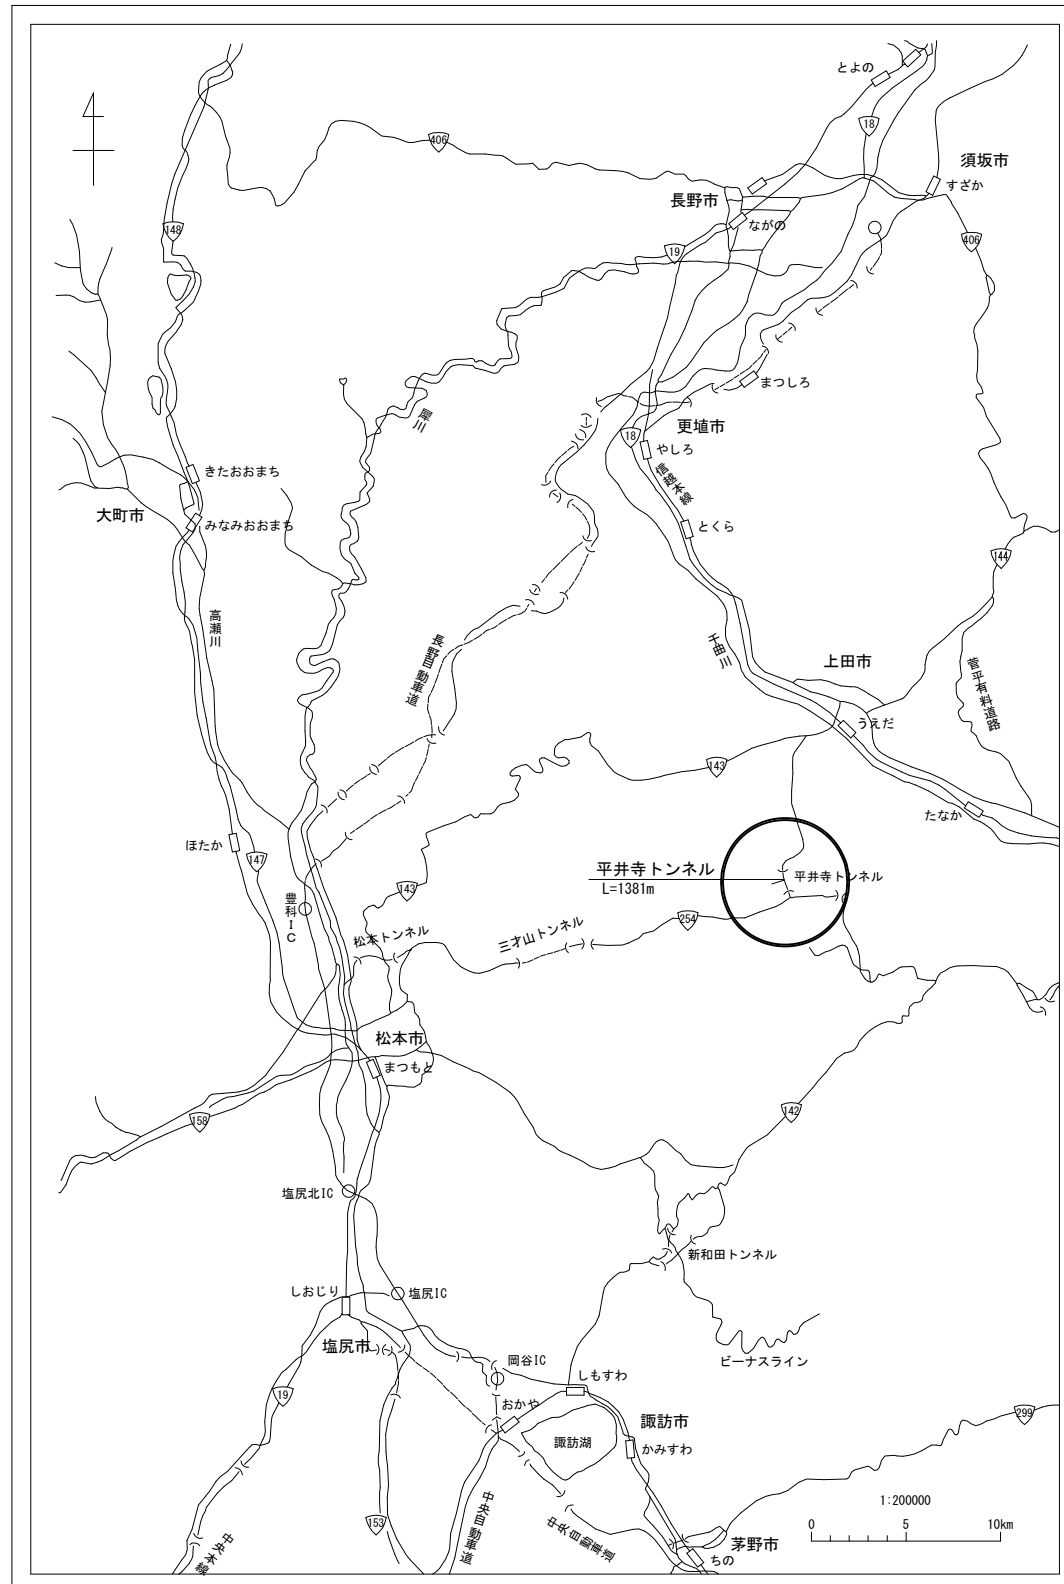 とよの
18
406
須坂市
すざか
長野市
ながの
148
19
406
まつしろ
犀川
更埴市
18
やしろ
信越本線
きたおおまち
大町市
みなみおおまち
とくら
144
高瀬川
長野自動車道
千曲川
上田市
菅平有料道路
うえだ
143
たなか
ほたか
147
平井寺トンネル
L=1381m
平井寺トンネル
143
豊科IC
254
松本トンネル
三才山トンネル
松本市
まつもと
158
142
塩尻北IC
新和田トンネル
しおじり
塩尻IC
塩尻市
岡谷IC
ビーナスライン
しもすわ
19
おかや
諏訪市
299
諏訪湖
かみすわ
1:200000
153
中央自動車道
中央自動車道
0 5 10km
中央本線
茅野市
ちの